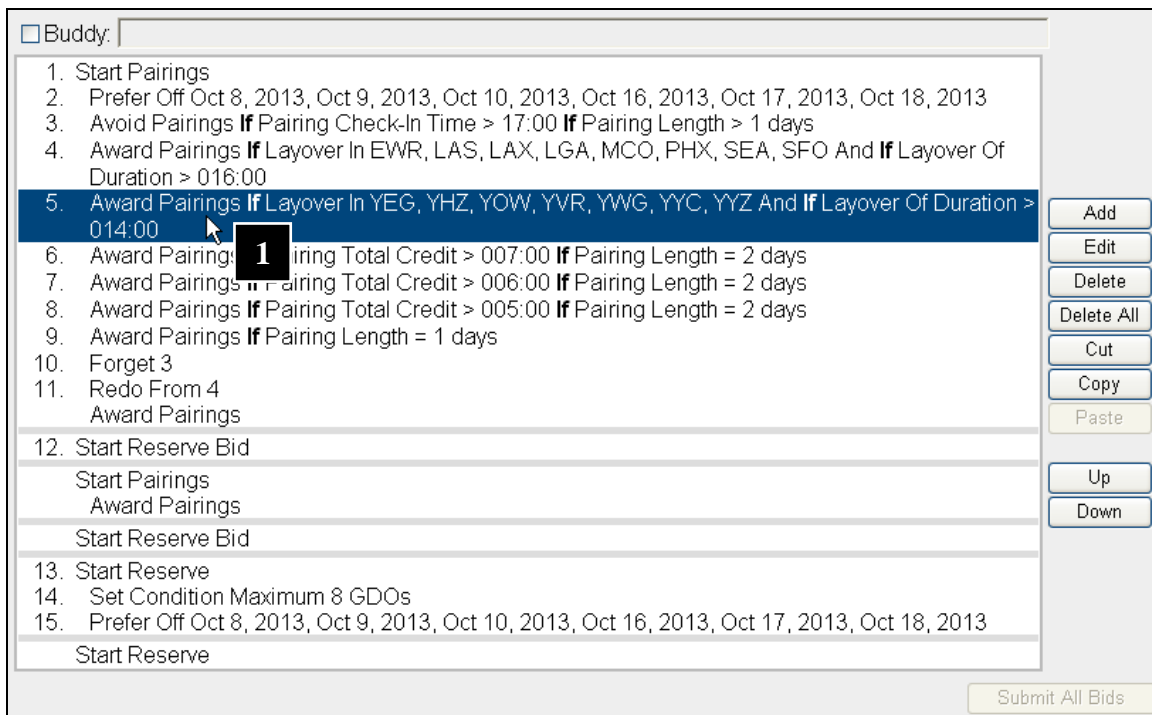 Buddy:
1. Start Pairings
2. Prefer Off Oct 8, 2013, Oct 9, 2013, Oct 10, 2013, Oct 16, 2013, Oct 17, 2013, Oct 18, 2013
3. Avoid Pairings If Pairing Check-In Time > 17:00 If Pairing Length > 1 days
4. Award Pairings If Layover In EWR, LAS, LAX, LGA, MCO, PHX, SEA, SFO And If Layover Of
Duration > 016:00
5. Award Pairings If Layover In YEG, YHZ, YOW, YVR, YWG, YYC, YYZ And If Layover Of Duration >
014:00
1
6. Award Pairings Total Credit > 007:00 If Pairing Length = 2 days
7. Award Pairings If Pairing Total Credit > 006:00 If Pairing Length = 2 days
8. Award Pairings If Pairing Total Credit > 005:00 If Pairing Length = 2 days
9. Award Pairings If Pairing Length = 1 days
10. Forget 3
11. Redo From 4
Award Pairings
12. Start Reserve Bid
Start Pairings
Award Pairings
Start Reserve Bid
13. Start Reserve
14. Set Condition Maximum 8 GDOs
15. Prefer Off Oct 8, 2013, Oct 9, 2013, Oct 10, 2013, Oct 16, 2013, Oct 17, 2013, Oct 18, 2013
Start Reserve
Add
Edit
Delete
Delete All
Cut
Copy
Paste
Up
Down
Submit All Bids